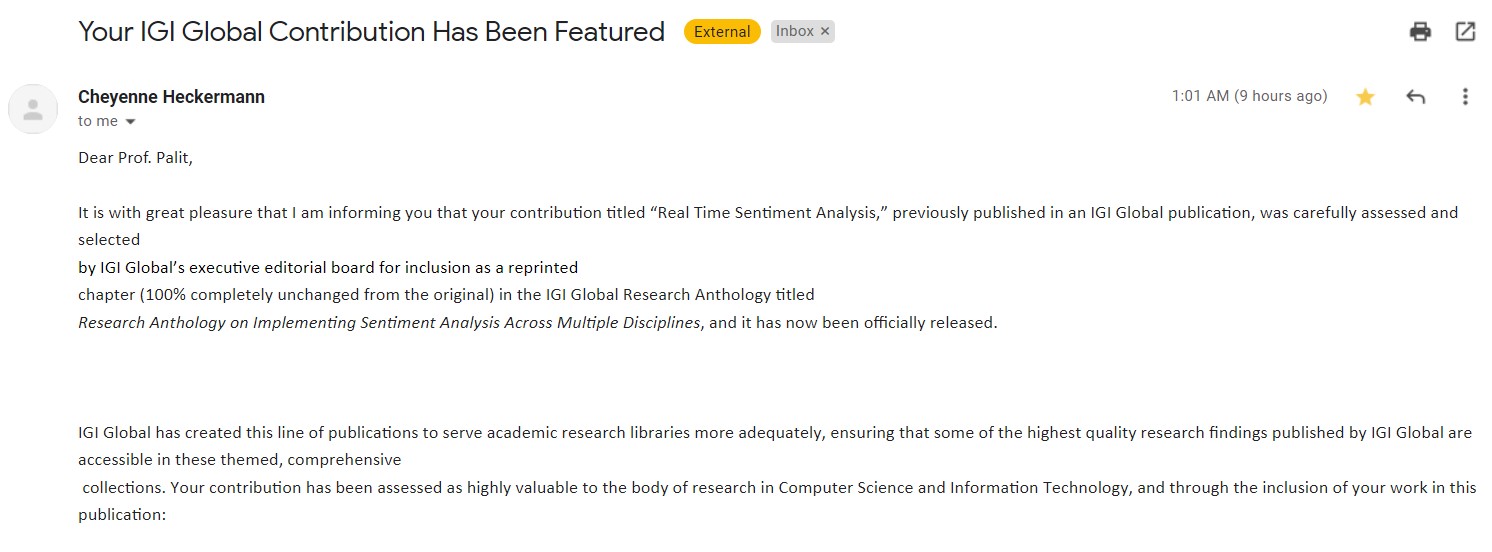 Your IGI Global Contribution Has Been Featured External Inbox ×
Cheyenne Heckermann 1:01 AM (9 hours ago)
to me
Dear Prof. Palit,
It is with great pleasure that I am informing you that your contribution titled “Real Time Sentiment Analysis,” previously published in an IGI Global publication, was carefully assessed and
selected
by IGI Global’s executive editorial board for inclusion as a reprinted
chapter (100% completely unchanged from the original) in the IGI Global Research Anthology titled
Research Anthology on Implementing Sentiment Analysis Across Multiple Disciplines, and it has now been officially released.
IGI Global has created this line of publications to serve academic research libraries more adequately, ensuring that some of the highest quality research findings published by IGI Global are
accessible in these themed, comprehensive
collections. Your contribution has been assessed as highly valuable to the body of research in Computer Science and Information Technology, and through the inclusion of your work in this
publication: